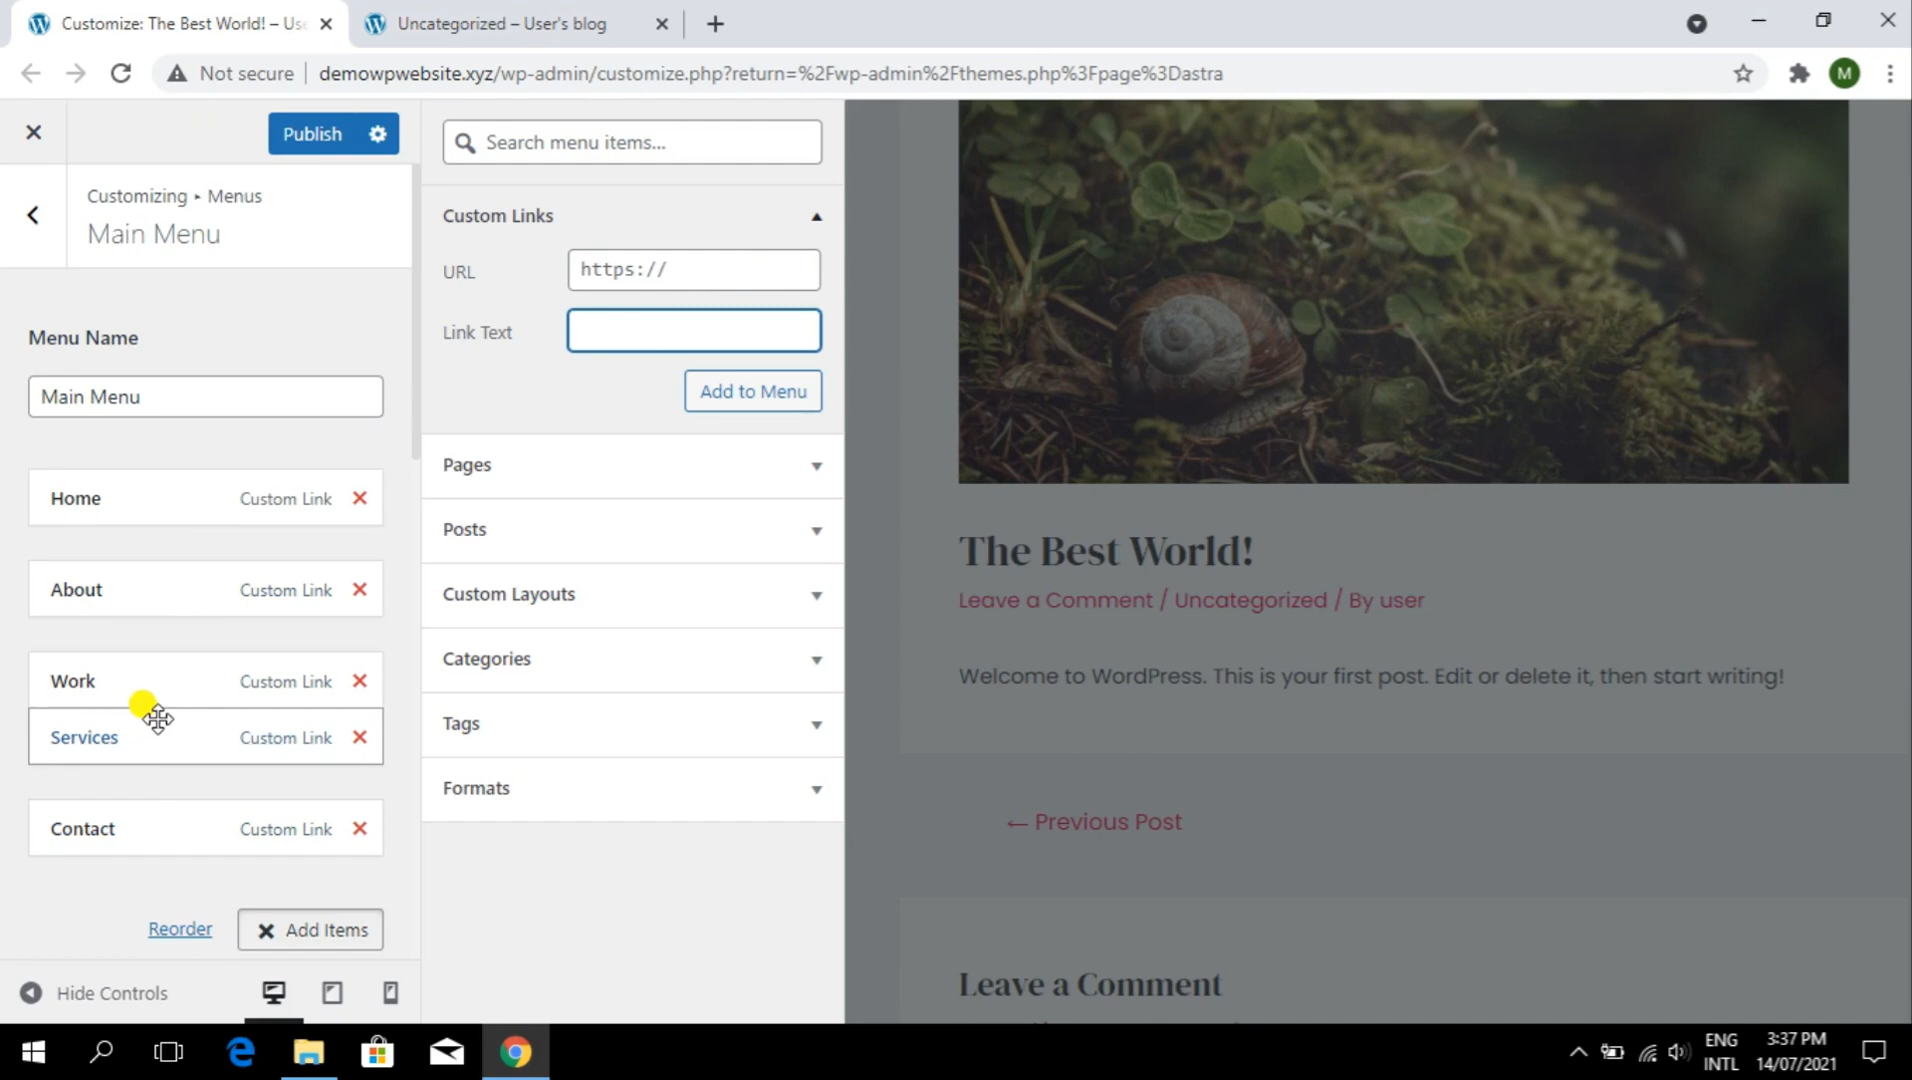 Customize: The Best World! – Use
Uncategorized – User's blog
Not secure
demowpwebsite.xyz/wp-admin/customize.php?return=%2Fwp-admin%2Fthemes.php%3Fpage%3Dastra
M
Publish
Customizing ▸ Menus
Main Menu
Menu Name
Main Menu
Home Custom Link
About Custom Link
Work Custom Link
Services Custom Link
Contact Custom Link
Reorder
Add Items
Hide Controls
Search menu items...
Custom Links
URL https://
Link Text
Add to Menu
Pages
Posts
Custom Layouts
Categories
Tags
Formats
The Best World!
Leave a Comment / Uncategorized / By user
Welcome to WordPress. This is your first post. Edit or delete it, then start writing!
← Previous Post
Leave a Comment
ENG
INTL
3:37 PM
14/07/2021